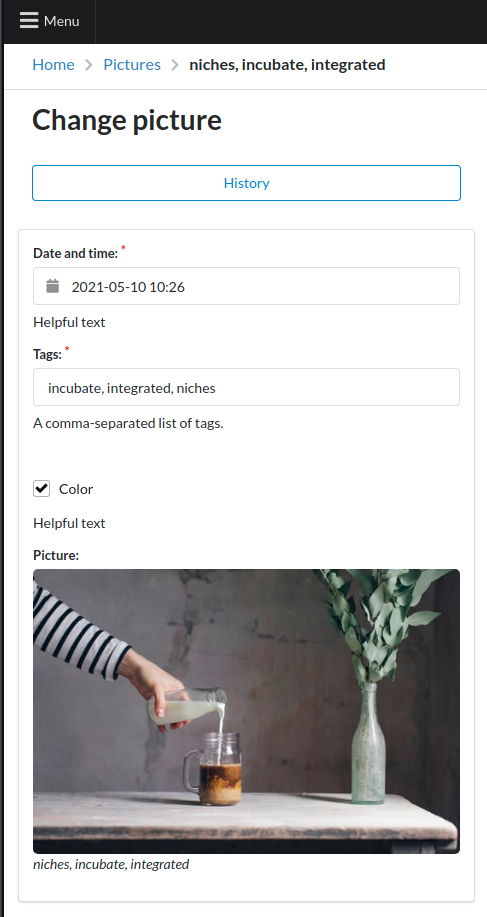 Menu
Home > Pictures > niches, incubate, integrated
Change picture
History
Date and time: *
2021-05-10 10:26
Helpful text
Tags: *
incubate, integrated, niches
A comma-separated list of tags.
Color
Helpful text
Picture:
niches, incubate, integrated